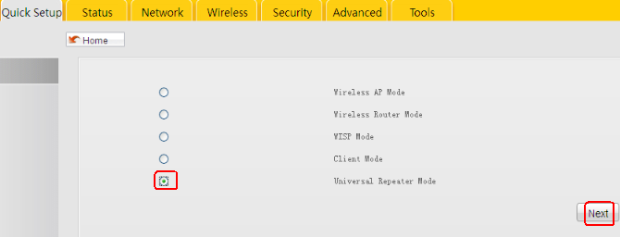 Quick Setup Status Network Wireless Security Advanced Tools
Home
Wireless AP Mode
Wireless Router Mode
WISP Mode
Client Mode
Universal Repeater Mode
Next